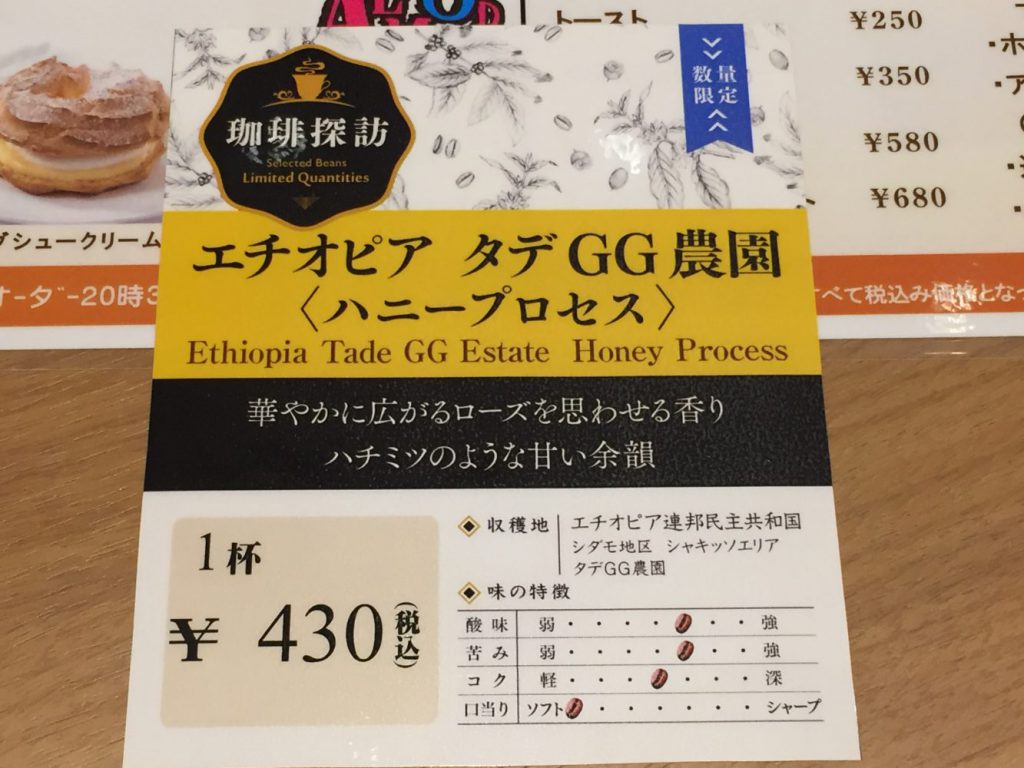 トースト
¥250
¥350
¥580
¥680
数量
限定
珈琲探訪
Selected Beans
Limited Quantities
シュークリーム
エチオピア タデGG農園
〈ハニープロセス〉
Ethiopia Tade GG Estate Honey Process
華やかに広がるローズを思わせる香り
ハチミツのような甘い余韻
1杯
¥ 430(税込)
収穫地 エチオピア連邦民主共和国
シダモ地区 シャキッソエリア
タデGG農園
味の特徴
酸味 弱 ・・・・ ・・ 強
苦み 弱 ・・・・ ・・ 強
コク 軽 ・・・ ・・・ 深
口当り ソフト ・・・・・・ シャープ
オーダー20時3
べて税込み価格となっ